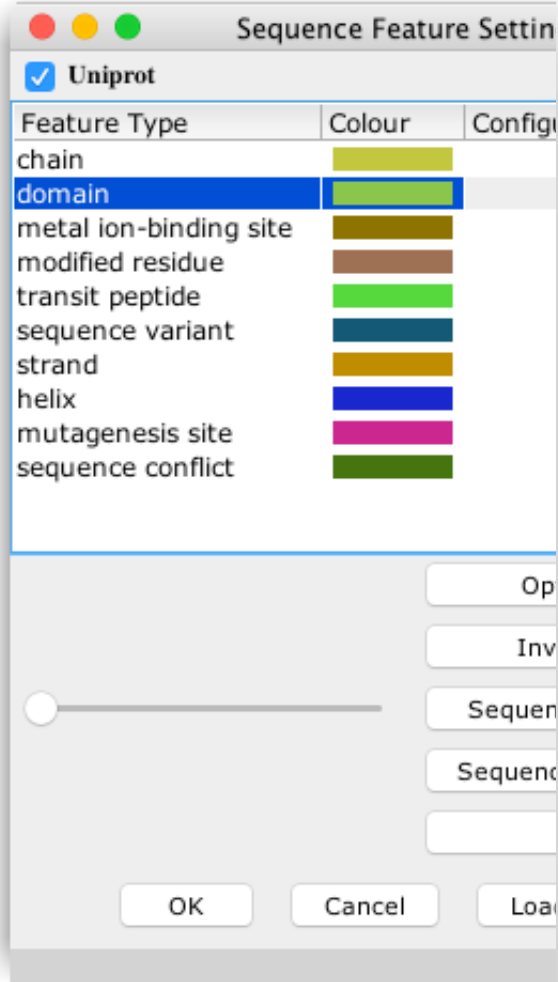 Sequence Feature Settin
Uniprot
Feature Type Colour Configu
chain
domain
metal ion-binding site
modified residue
transit peptide
sequence variant
strand
helix
mutagenesis site
sequence conflict
Op
Inv
Sequen
Sequenc
OK Cancel Loa